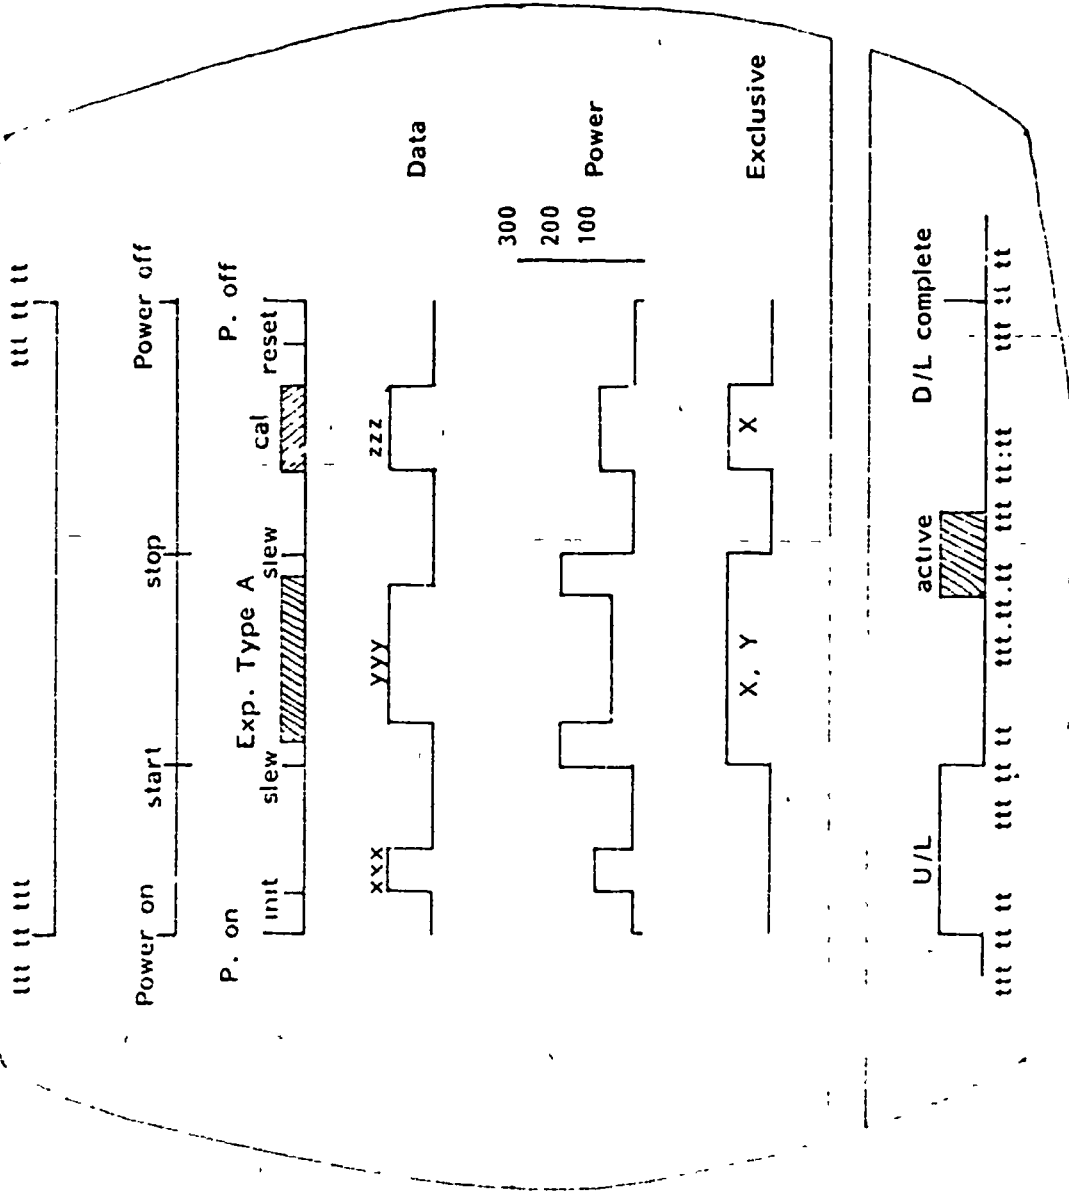 ttt tt ttt
ttt tt tt
Power on
start
stop
Power off
P. on
P. off
init
slew
Exp. Type A
slew
cal
reset
xxx
yyy
zzz
Data
300
200
100
Power
X, Y
X
Exclusive
U/L
active
D/L complete
ttt tt tt
ttt tt tt
ttt.tt.tt
ttt tt:tt
ttt tt tt